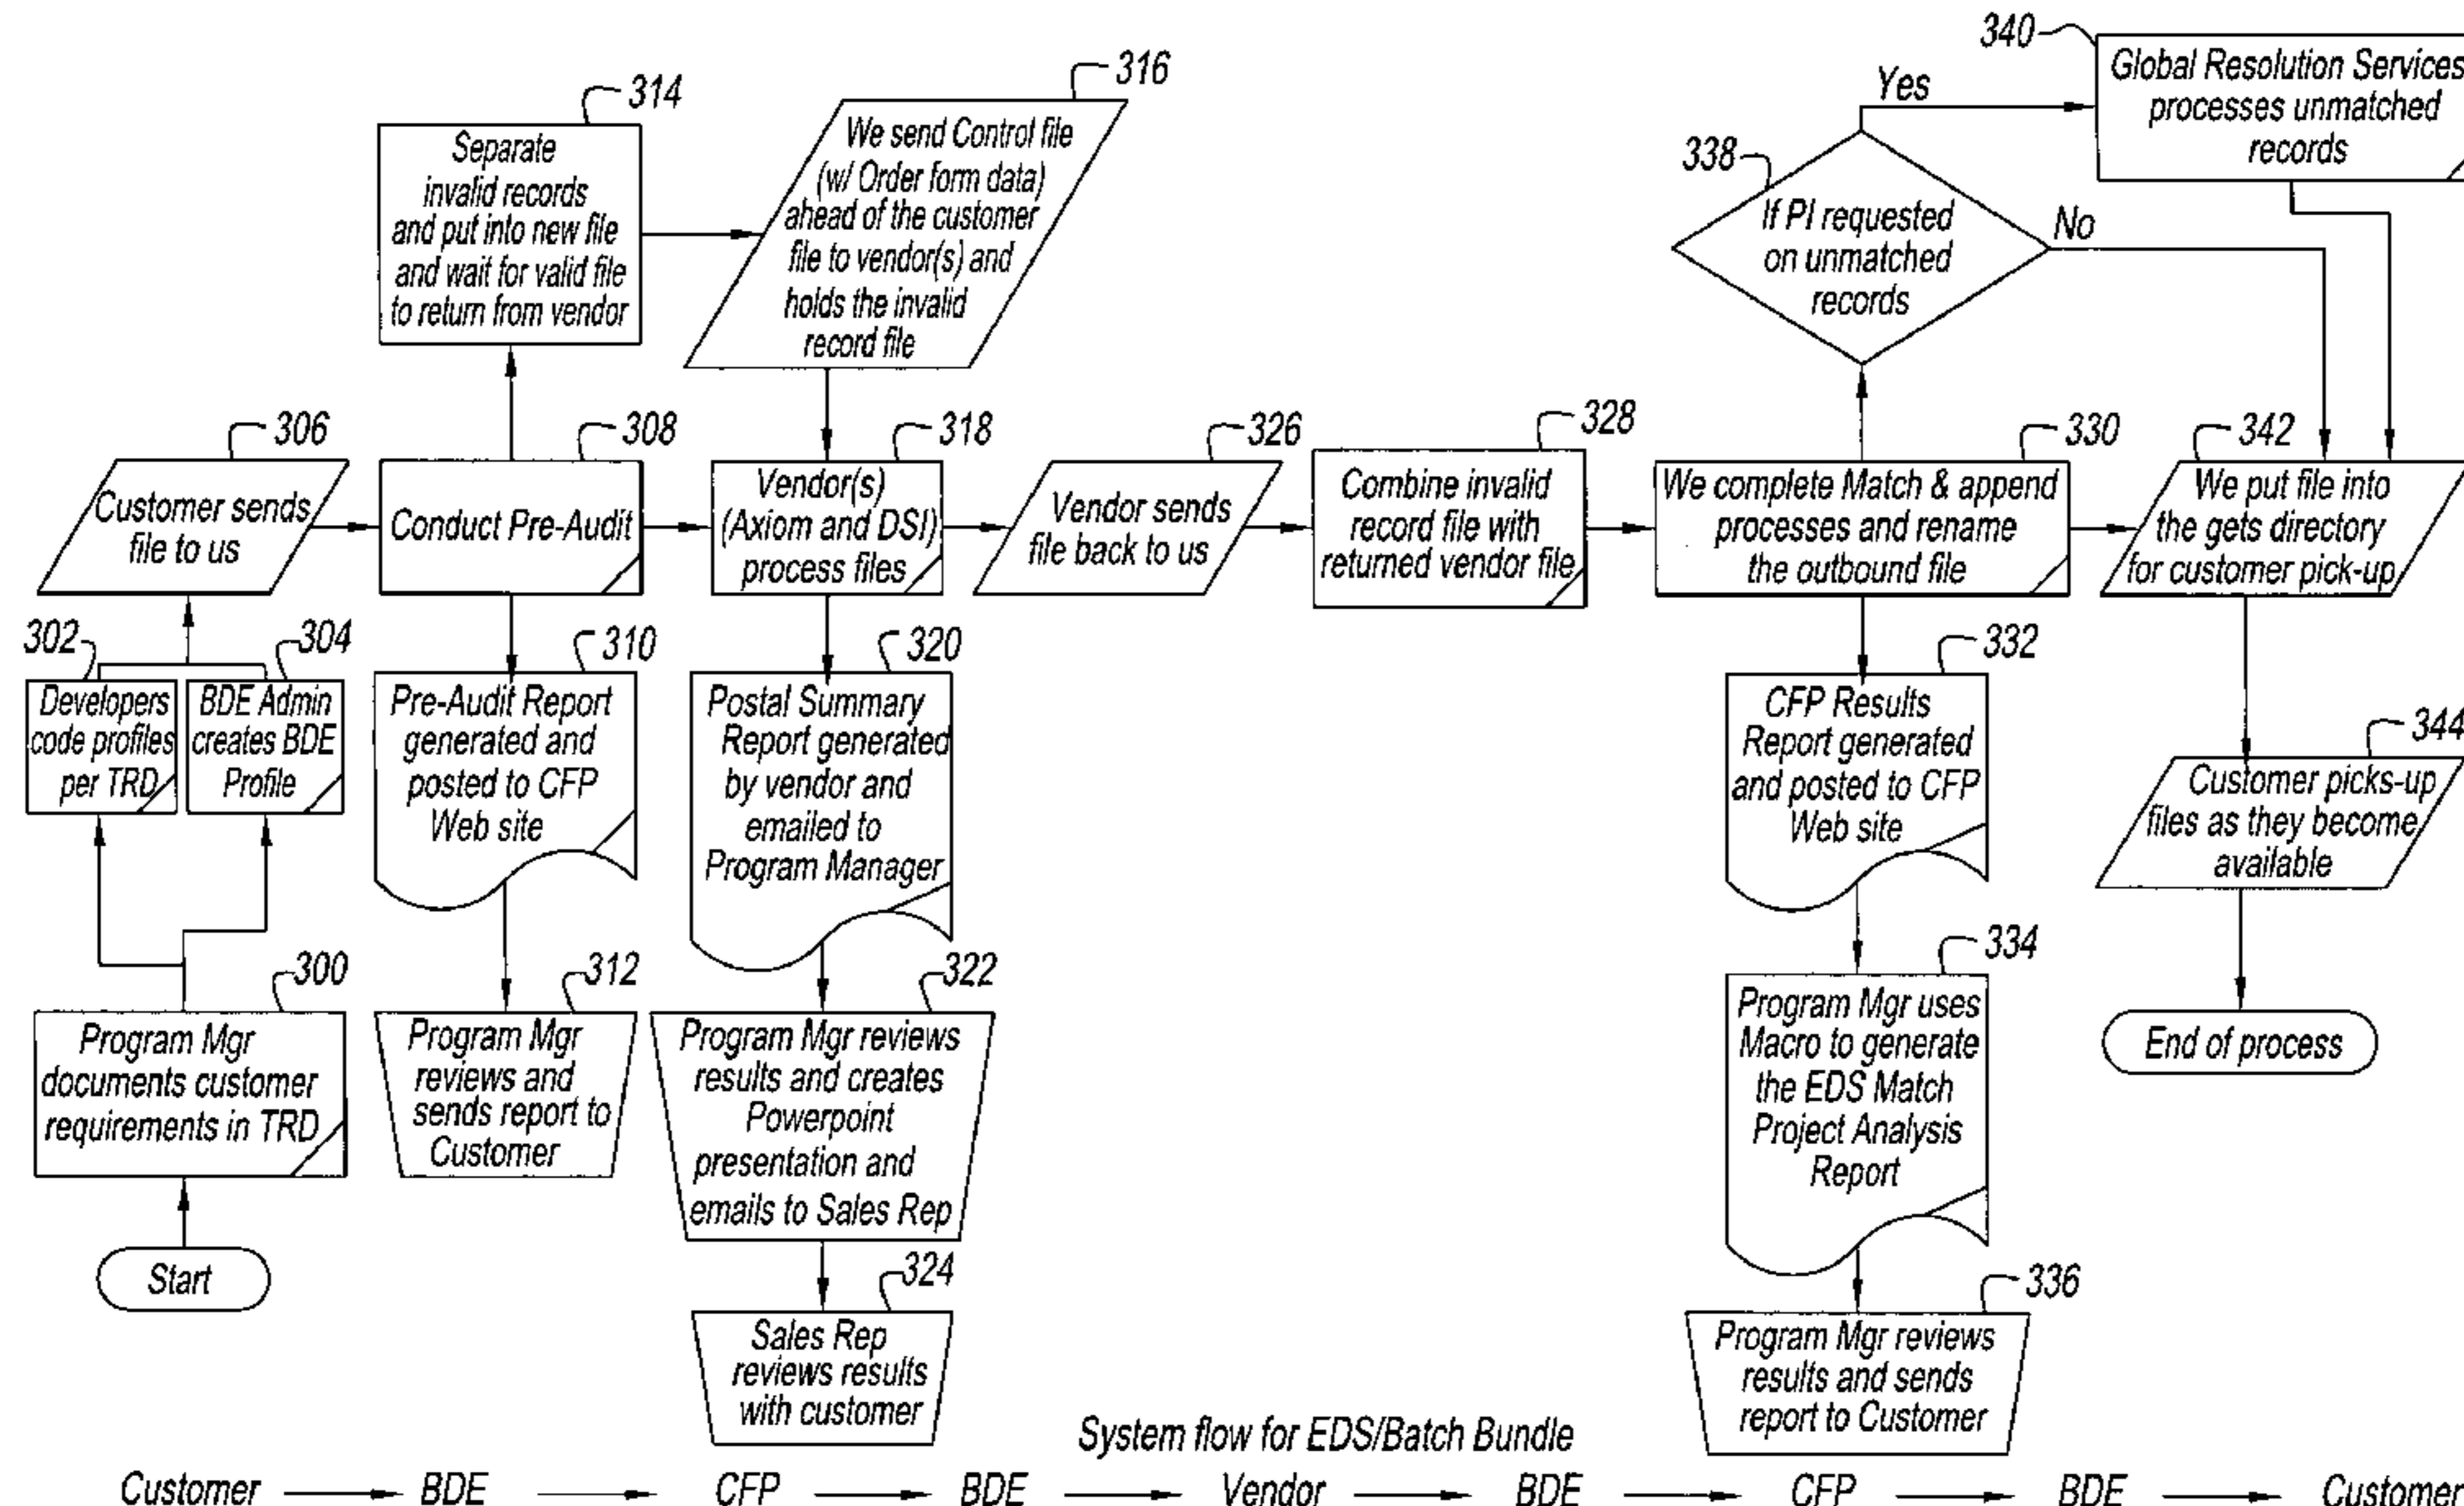 340
Global Resolution Services
processes unmatched
records
Yes
316
314
We send Control file
(w/ Order form data)
ahead of the customer
file to vendor(s) and
holds the invalid
record file
Separate
invalid records
and put into new file
and wait for valid file
to return from vendor
338
If PI requested
on unmatched
records
No
306
Customer sends
file to us
308
Conduct Pre-Audit
318
Vendor(s)
(Axiom and DSI)
process files
326
Vendor sends
file back to us
328
Combine invalid
record file with
returned vendor file
330
We complete Match & append
processes and rename
the outbound file
342
We put file into
the gets directory
for customer pick-up
302
Developers
code profiles
per TRD
304
BDE Admin
creates BDE
Profile
310
Pre-Audit Report
generated and
posted to CFP
Web site
320
Postal Summary
Report generated
by vendor and
emailed to
Program Manager
332
CFP Results
Report generated
and posted to CFP
Web site
344
Customer picks-up
files as they become
available
300
Program Mgr
documents customer
requirements in TRD
312
Program Mgr
reviews and
sends report to
Customer
322
Program Mgr reviews
results and creates
Powerpoint
presentation and
emails to Sales Rep
334
Program Mgr uses
Macro to generate
the EDS Match
Project Analysis
Report
End of process
Start
324
Sales Rep
reviews results
with customer
336
Program Mgr reviews
results and sends
report to Customer
System flow for EDS/Batch Bundle
Customer BDE CFP BDE Vendor BDE CFP BDE Customer